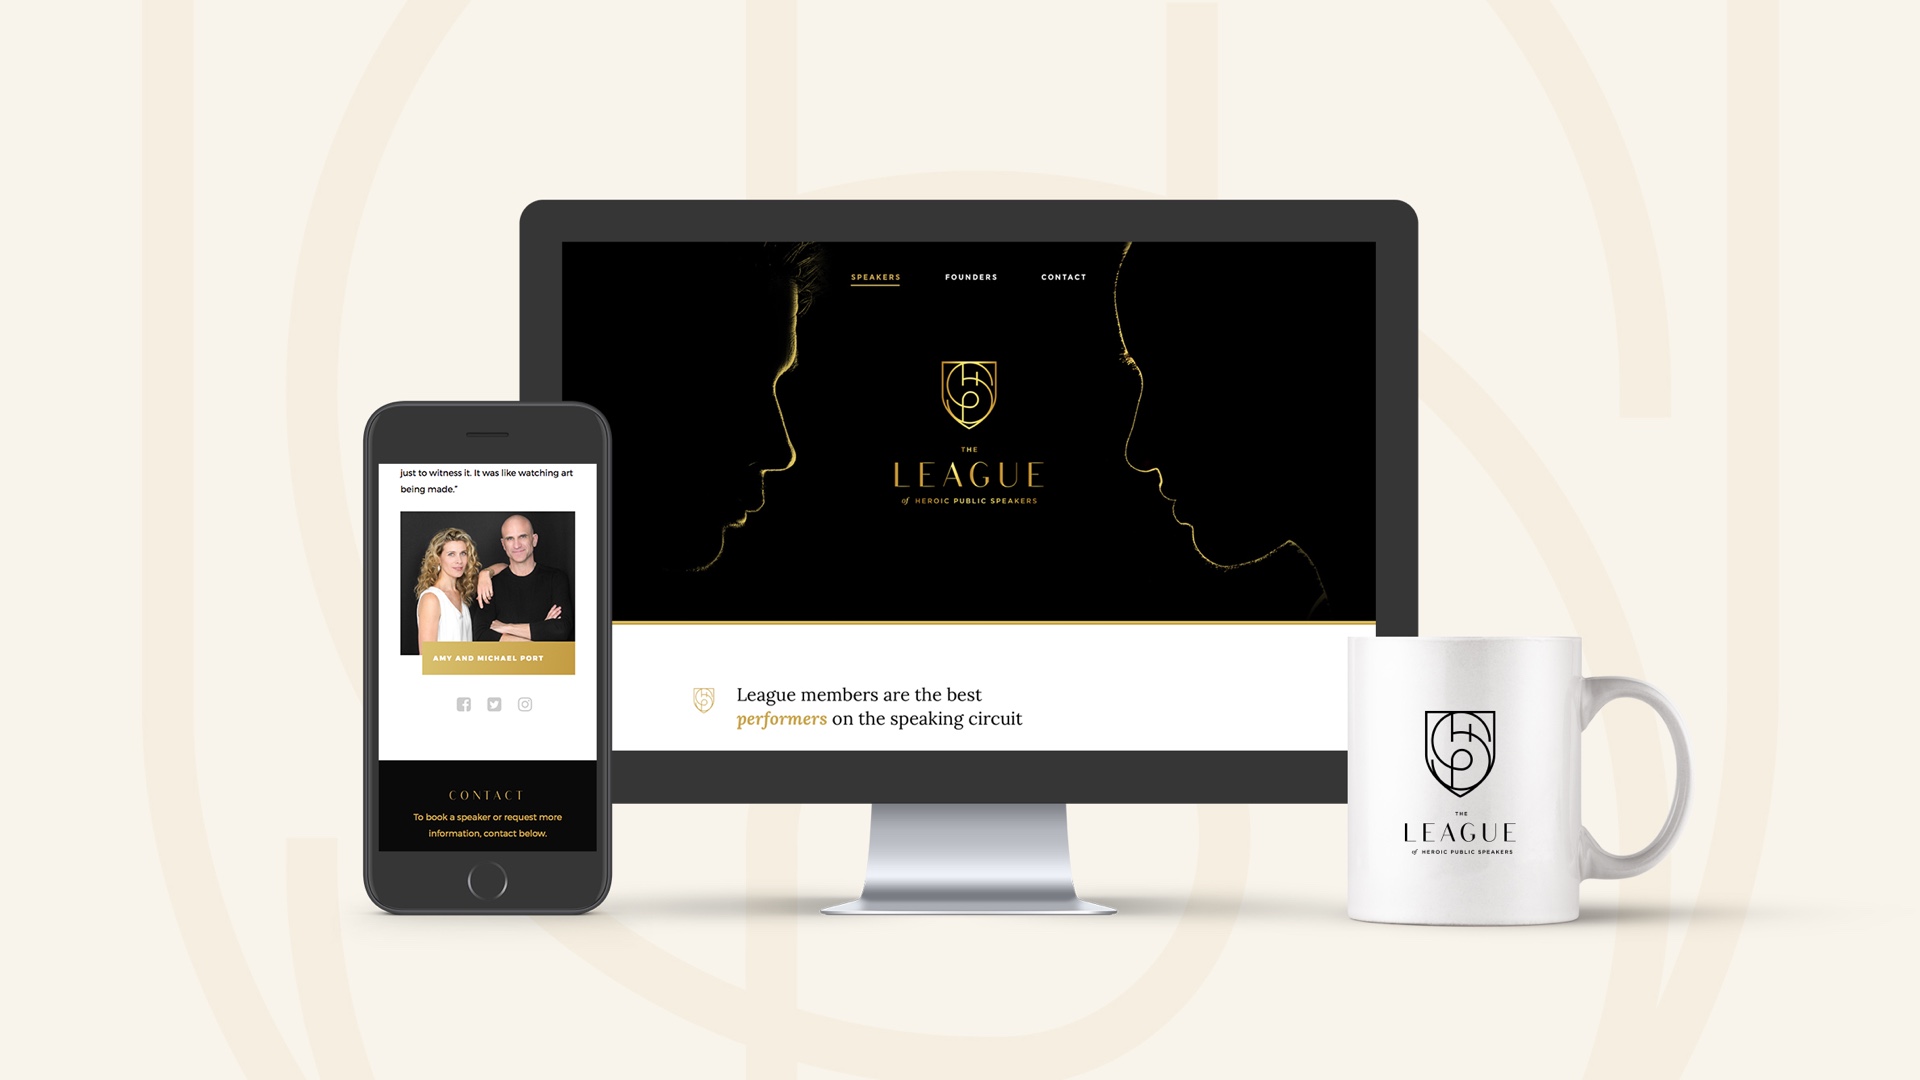 SPEAKERS FOUNDERS CONTACT
THE
LEAGUE
of HEROIC PUBLIC SPEAKERS
League members are the best
performers on the speaking circuit
just to witness it. It was like watching art
being made."
AMY AND MICHAEL PORT
CONTACT
To book a speaker or request more
information, contact below.
THE
LEAGUE
of HEROIC PUBLIC SPEAKERS